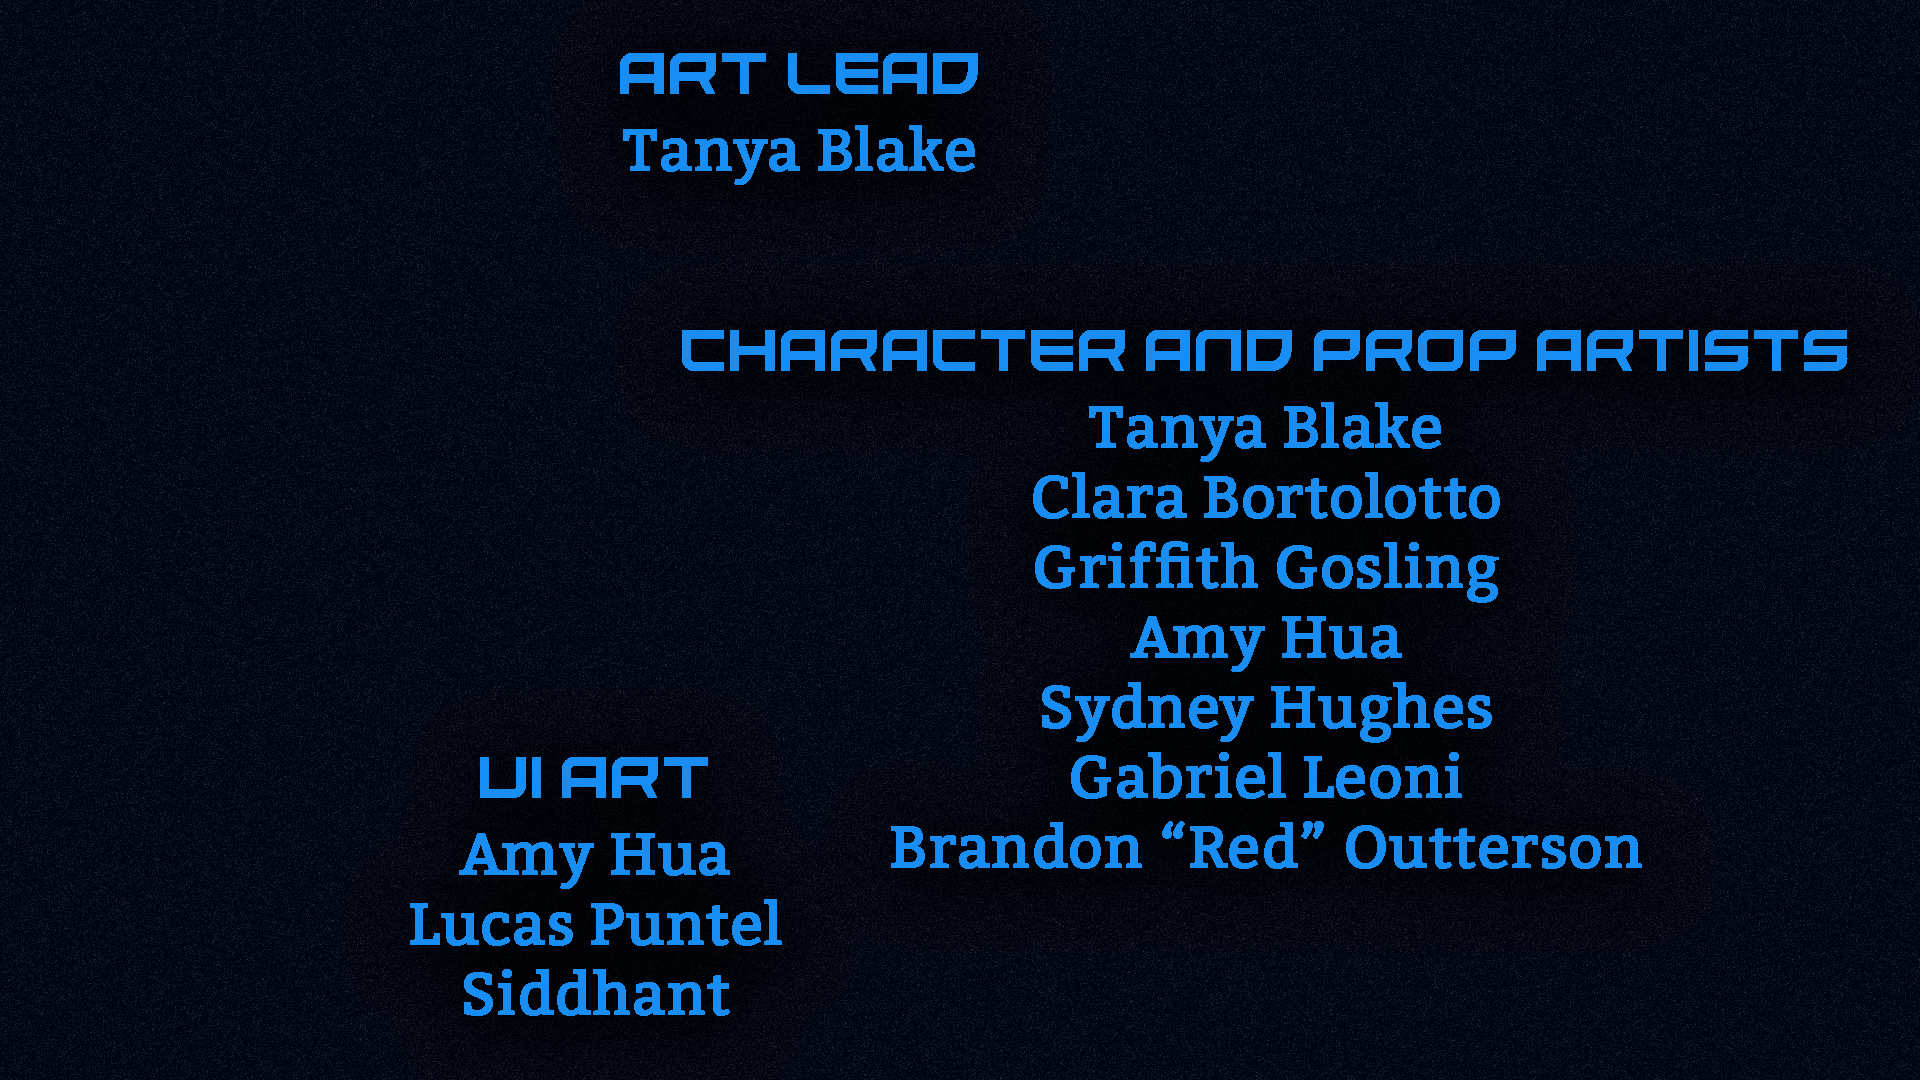 ART LEAD
Tanya Blake
CHARACTER AND PROP ARTISTS
Tanya Blake
Clara Bortolotto
Griffith Gosling
Amy Hua
Sydney Hughes
Gabriel Leoni
Brandon “Red” Outterson
UI ART
Amy Hua
Lucas Puntel
Siddhant